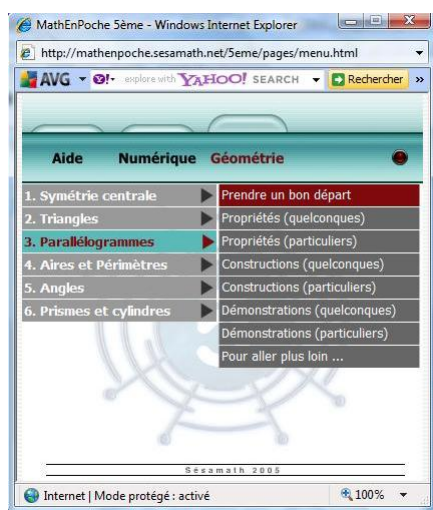 MathEnPoche 5ème - Windows Internet Explorer
http://mathenpoche.sesamath.net/5eme/pages/menu.html
AVG Y! explore with YAHOO! SEARCH Rechercher »
Aide Numérique Géométrie
1. Symétrie centrale
2. Triangles
3. Parallélogrammes
4. Aires et Périmètres
5. Angles
6. Prismes et cylindres
Prendre un bon départ
Propriétés (quelconques)
Propriétés (particuliers)
Constructions (quelconques)
Constructions (particuliers)
Démonstrations (quelconques)
Démonstrations (particuliers)
Pour aller plus loin ...
Sésamath 2005
Internet | Mode protégé : activé 100%